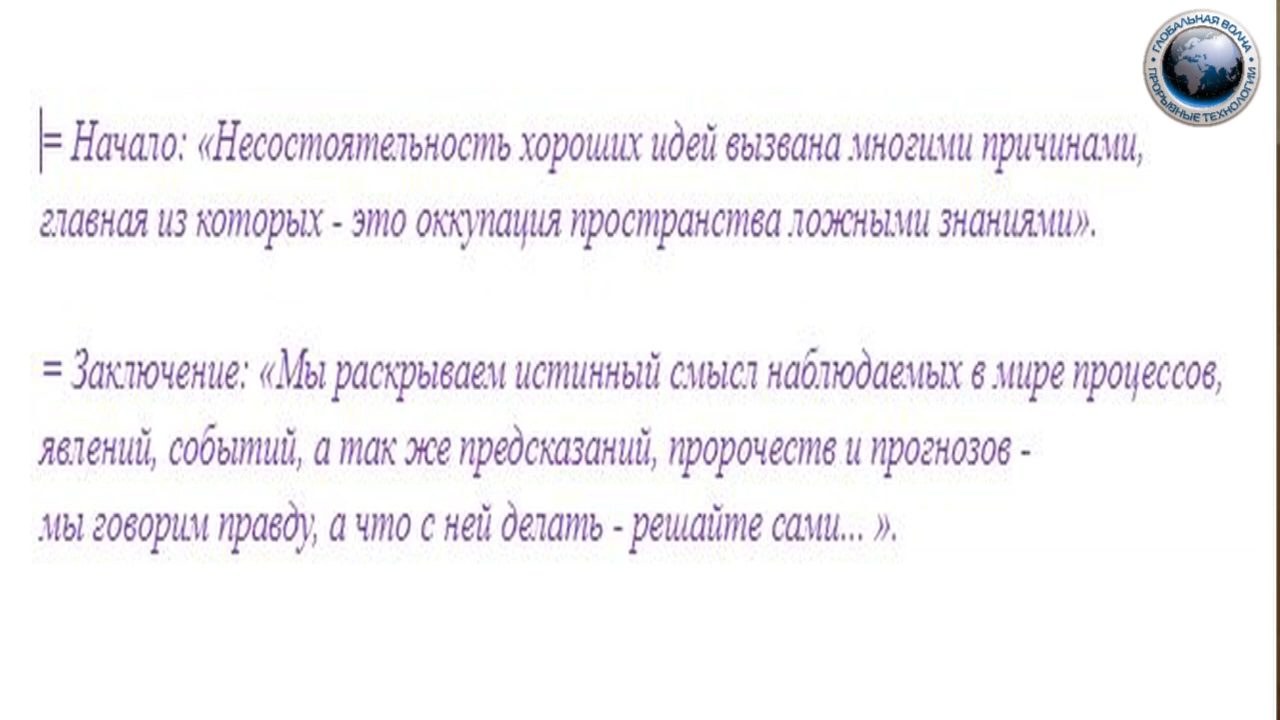 ГЛОБАЛЬНАЯ ВОЛНА
ПРОРЫВНЫЕ ТЕХНОЛОГИИ
= Начало: «Несостоятельность хороших идей вызвана многими причинами,
главная из которых - это оккупация пространства ложными знаниями».
= Заключение: «Мы раскрываем истинный смысл наблюдаемых в мире процессов,
явлений, событий, а так же предсказаний, пророчеств и прогнозов -
мы говорим правду, а что с ней делать - решайте сами... ».